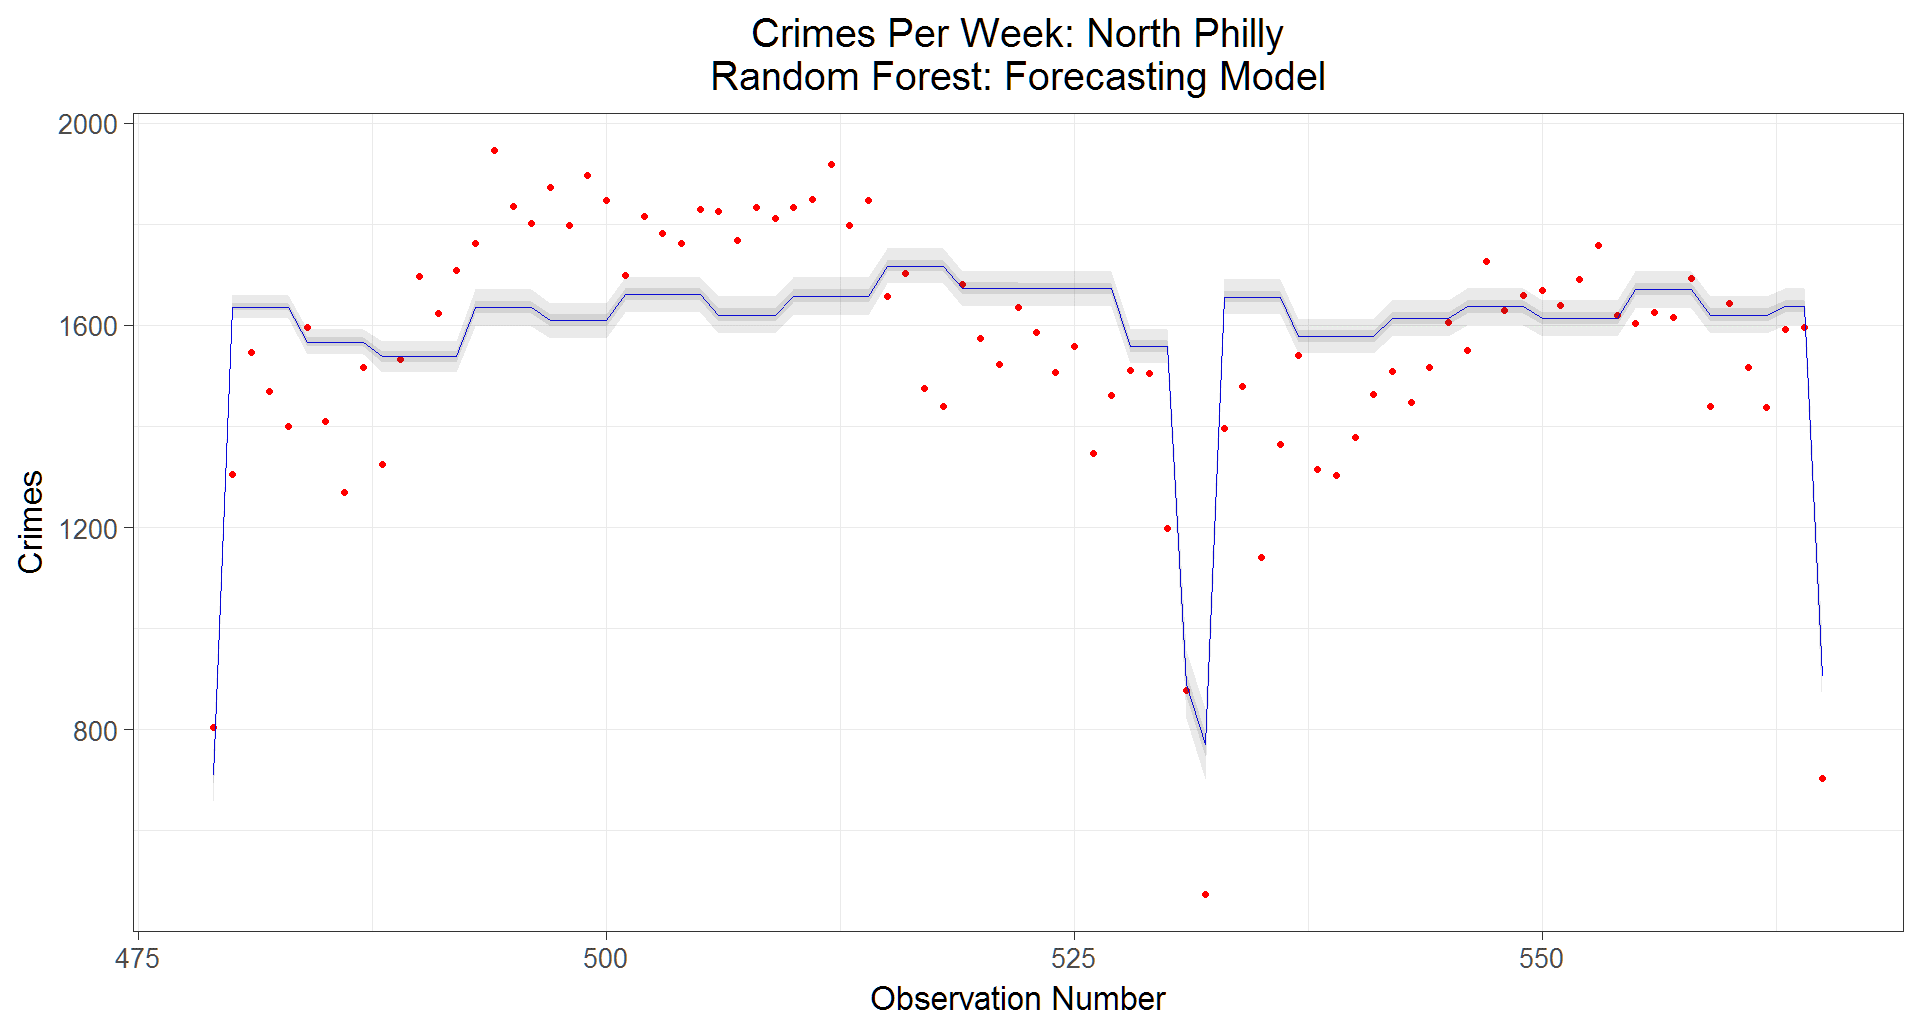 Crimes Per Week: North Philly
Random Forest: Forecasting Model
2000
1600
1200
800
Crimes
475
500
525
550
Observation Number